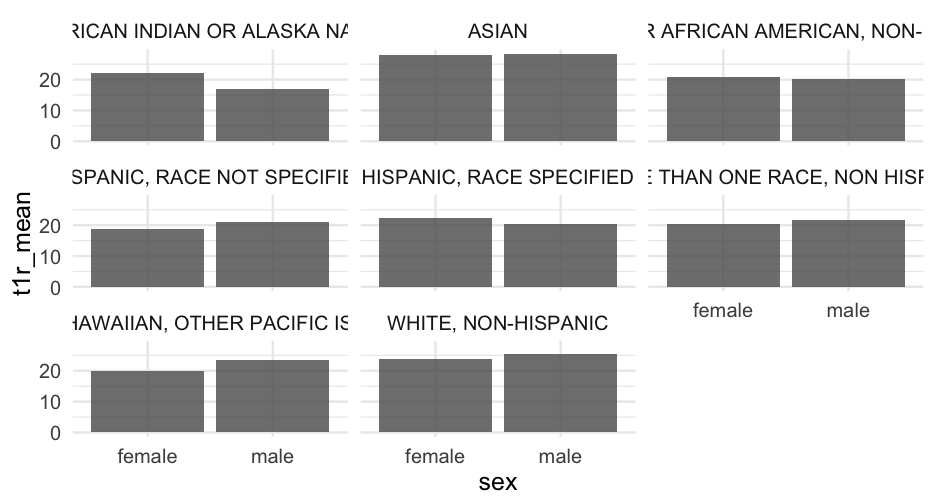 RICAN INDIAN OR ALASKA NA
ASIAN
R AFRICAN AMERICAN, NON-
20
10
0
SPANIC, RACE NOT SPECIFIE
HISPANIC, RACE SPECIFIED
E THAN ONE RACE, NON HISP
20
10
0
female male
HAWAIIAN, OTHER PACIFIC IS
WHITE, NON-HISPANIC
20
10
0
female male
female male
sex
t1r_mean